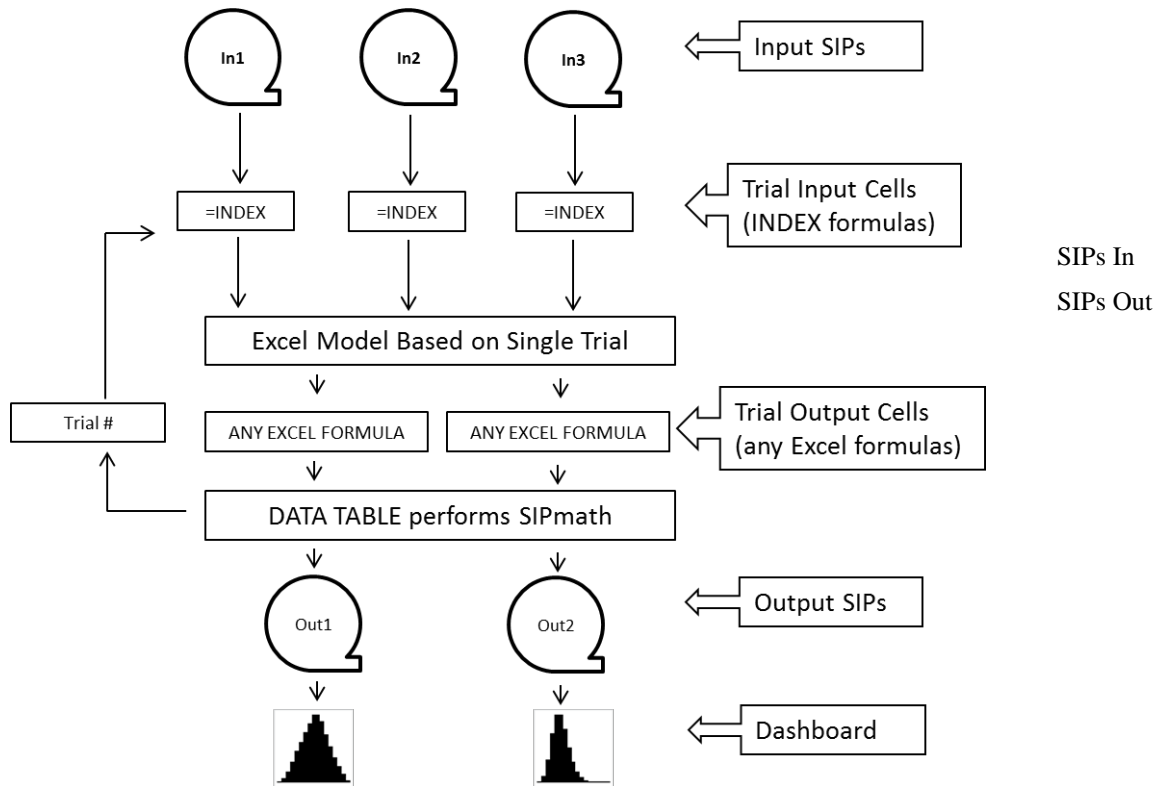 In1
In2
In3
Input SIPs
=INDEX
=INDEX
=INDEX
Trial Input Cells
(INDEX formulas)
SIPs In
SIPs Out
Excel Model Based on Single Trial
Trial #
ANY EXCEL FORMULA
ANY EXCEL FORMULA
Trial Output Cells
(any Excel formulas)
DATA TABLE performs SIPmath
Out1
Out2
Output SIPs
Dashboard